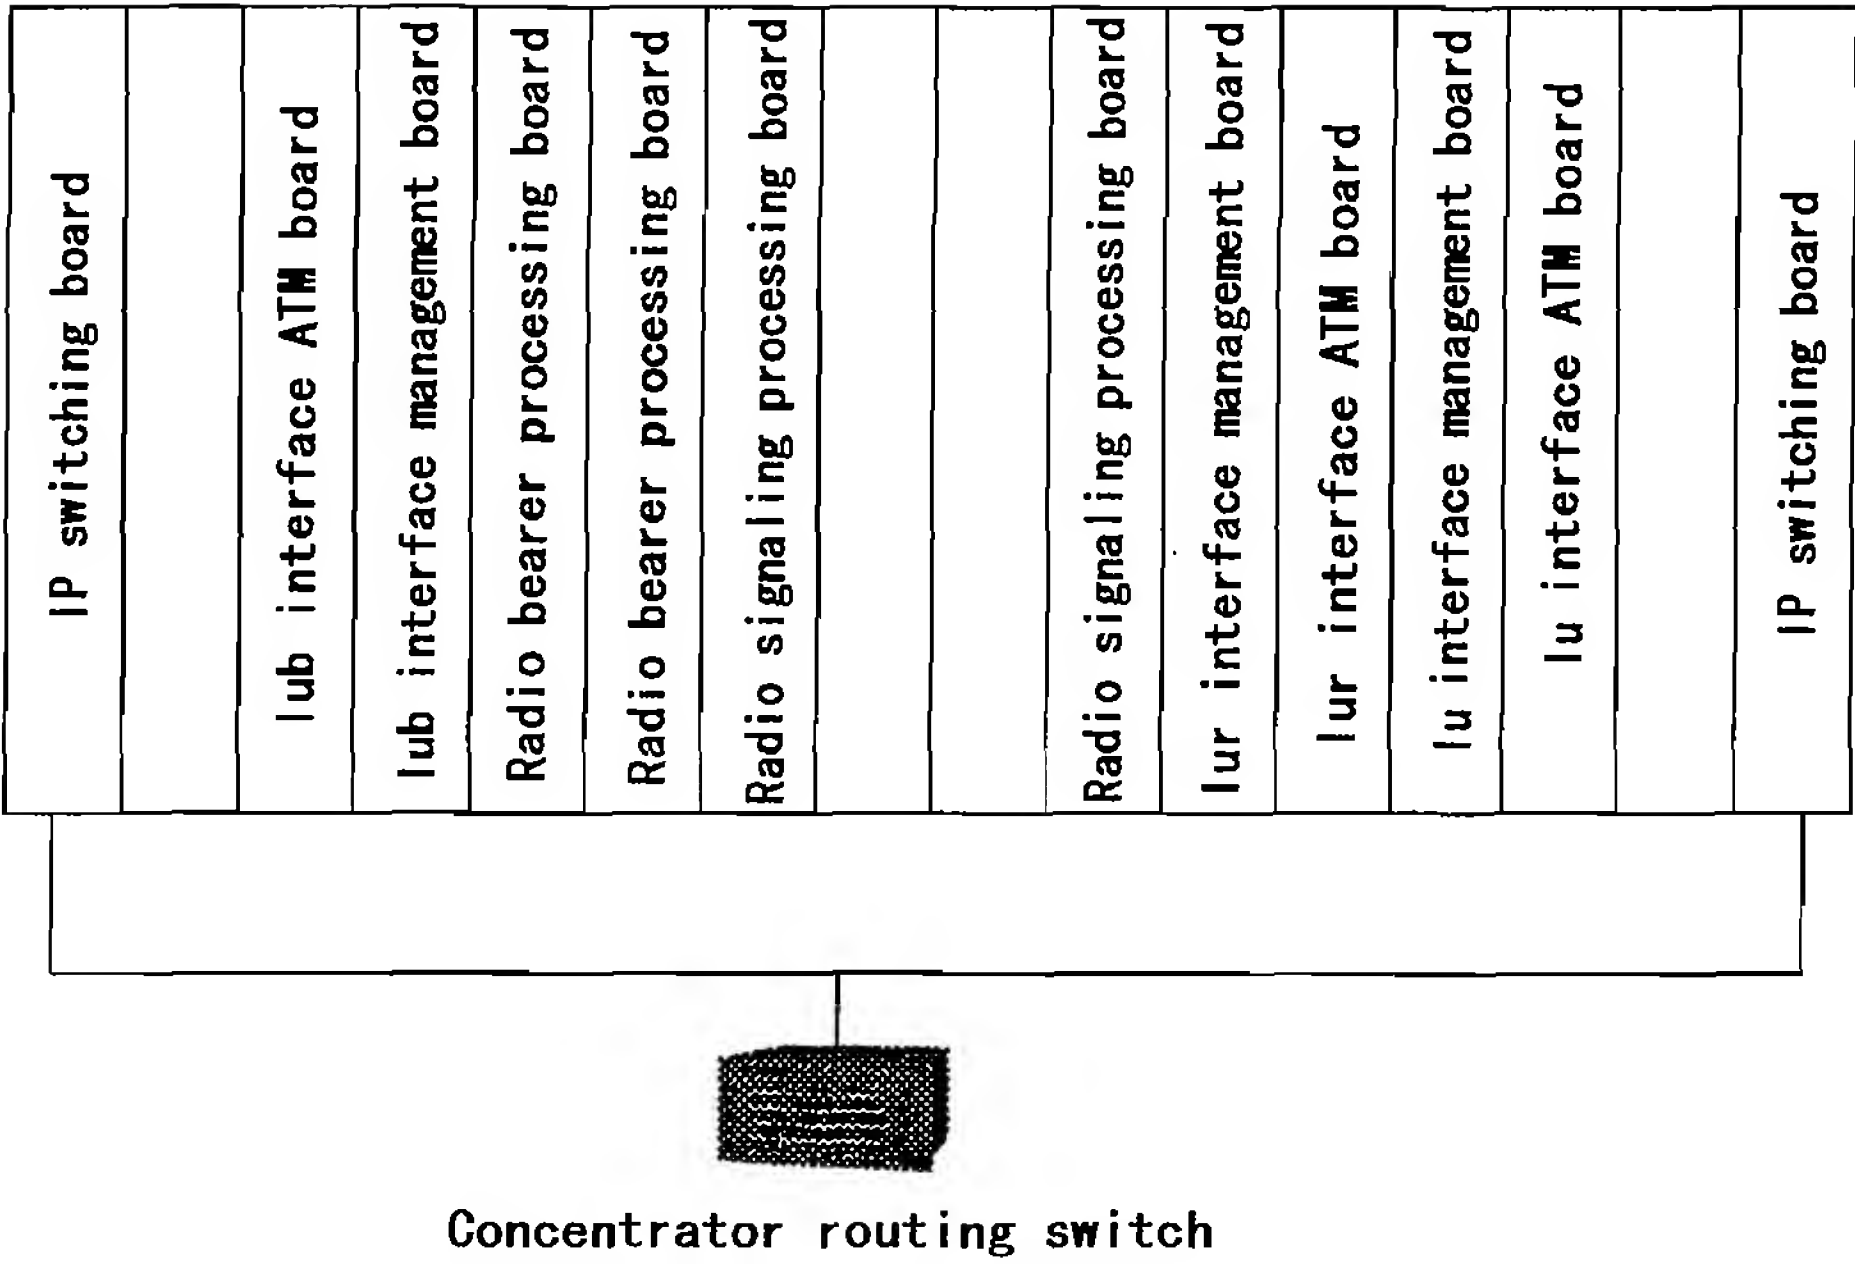 IP switching board
Iub interface ATM board
Iub interface management board
Radio bearer processing board
Radio bearer processing board
Radio signaling processing board
Radio signaling processing board
Iur interface management board
Iur interface ATM board
Iu interface management board
Iu interface ATM board
IP switching board
Concentrator routing switch